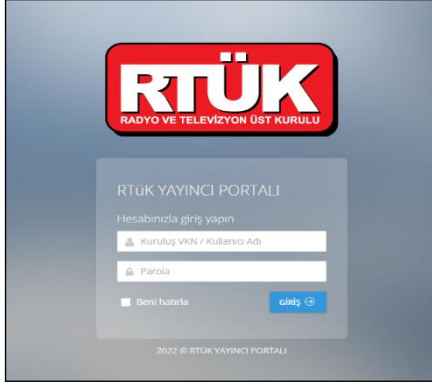 RTÜK
RADYO VE TELEVİZYON ÜST KURULU
RTüK YAYINCI PORTALI
Hesabınızla giriş yapın
Kuruluş VKN / Kullanıcı Adı
Parola
Beni hatırla
GİRİŞ
2022 © RTÜK YAYINCI PORTALI